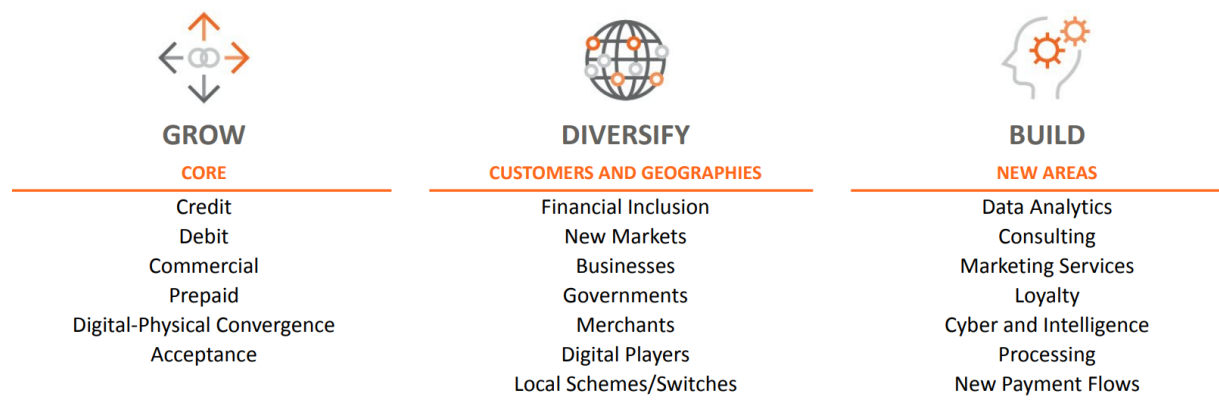 GROW
CORE
Credit
Debit
Commercial
Prepaid
Digital-Physical Convergence
Acceptance
DIVERSIFY
CUSTOMERS AND GEOGRAPHIES
Financial Inclusion
New Markets
Businesses
Governments
Merchants
Digital Players
Local Schemes/Switches
BUILD
NEW AREAS
Data Analytics
Consulting
Marketing Services
Loyalty
Cyber and Intelligence
Processing
New Payment Flows